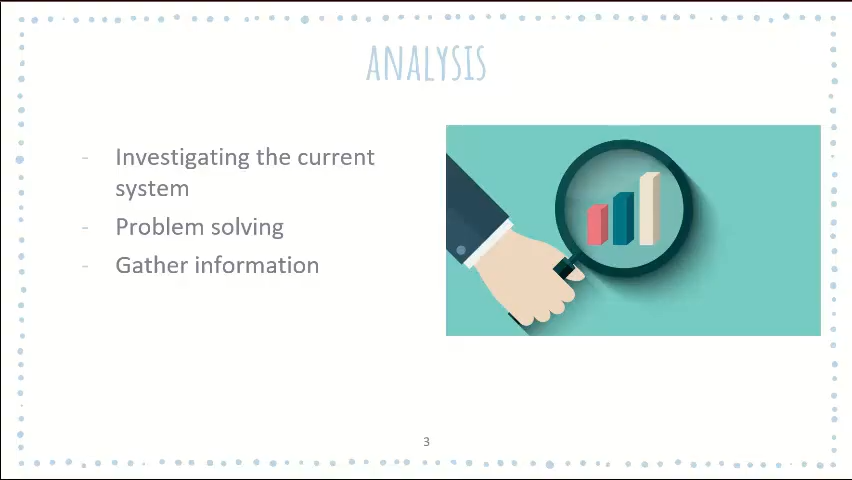 ANALYSIS
- Investigating the current
system
- Problem solving
- Gather information
3